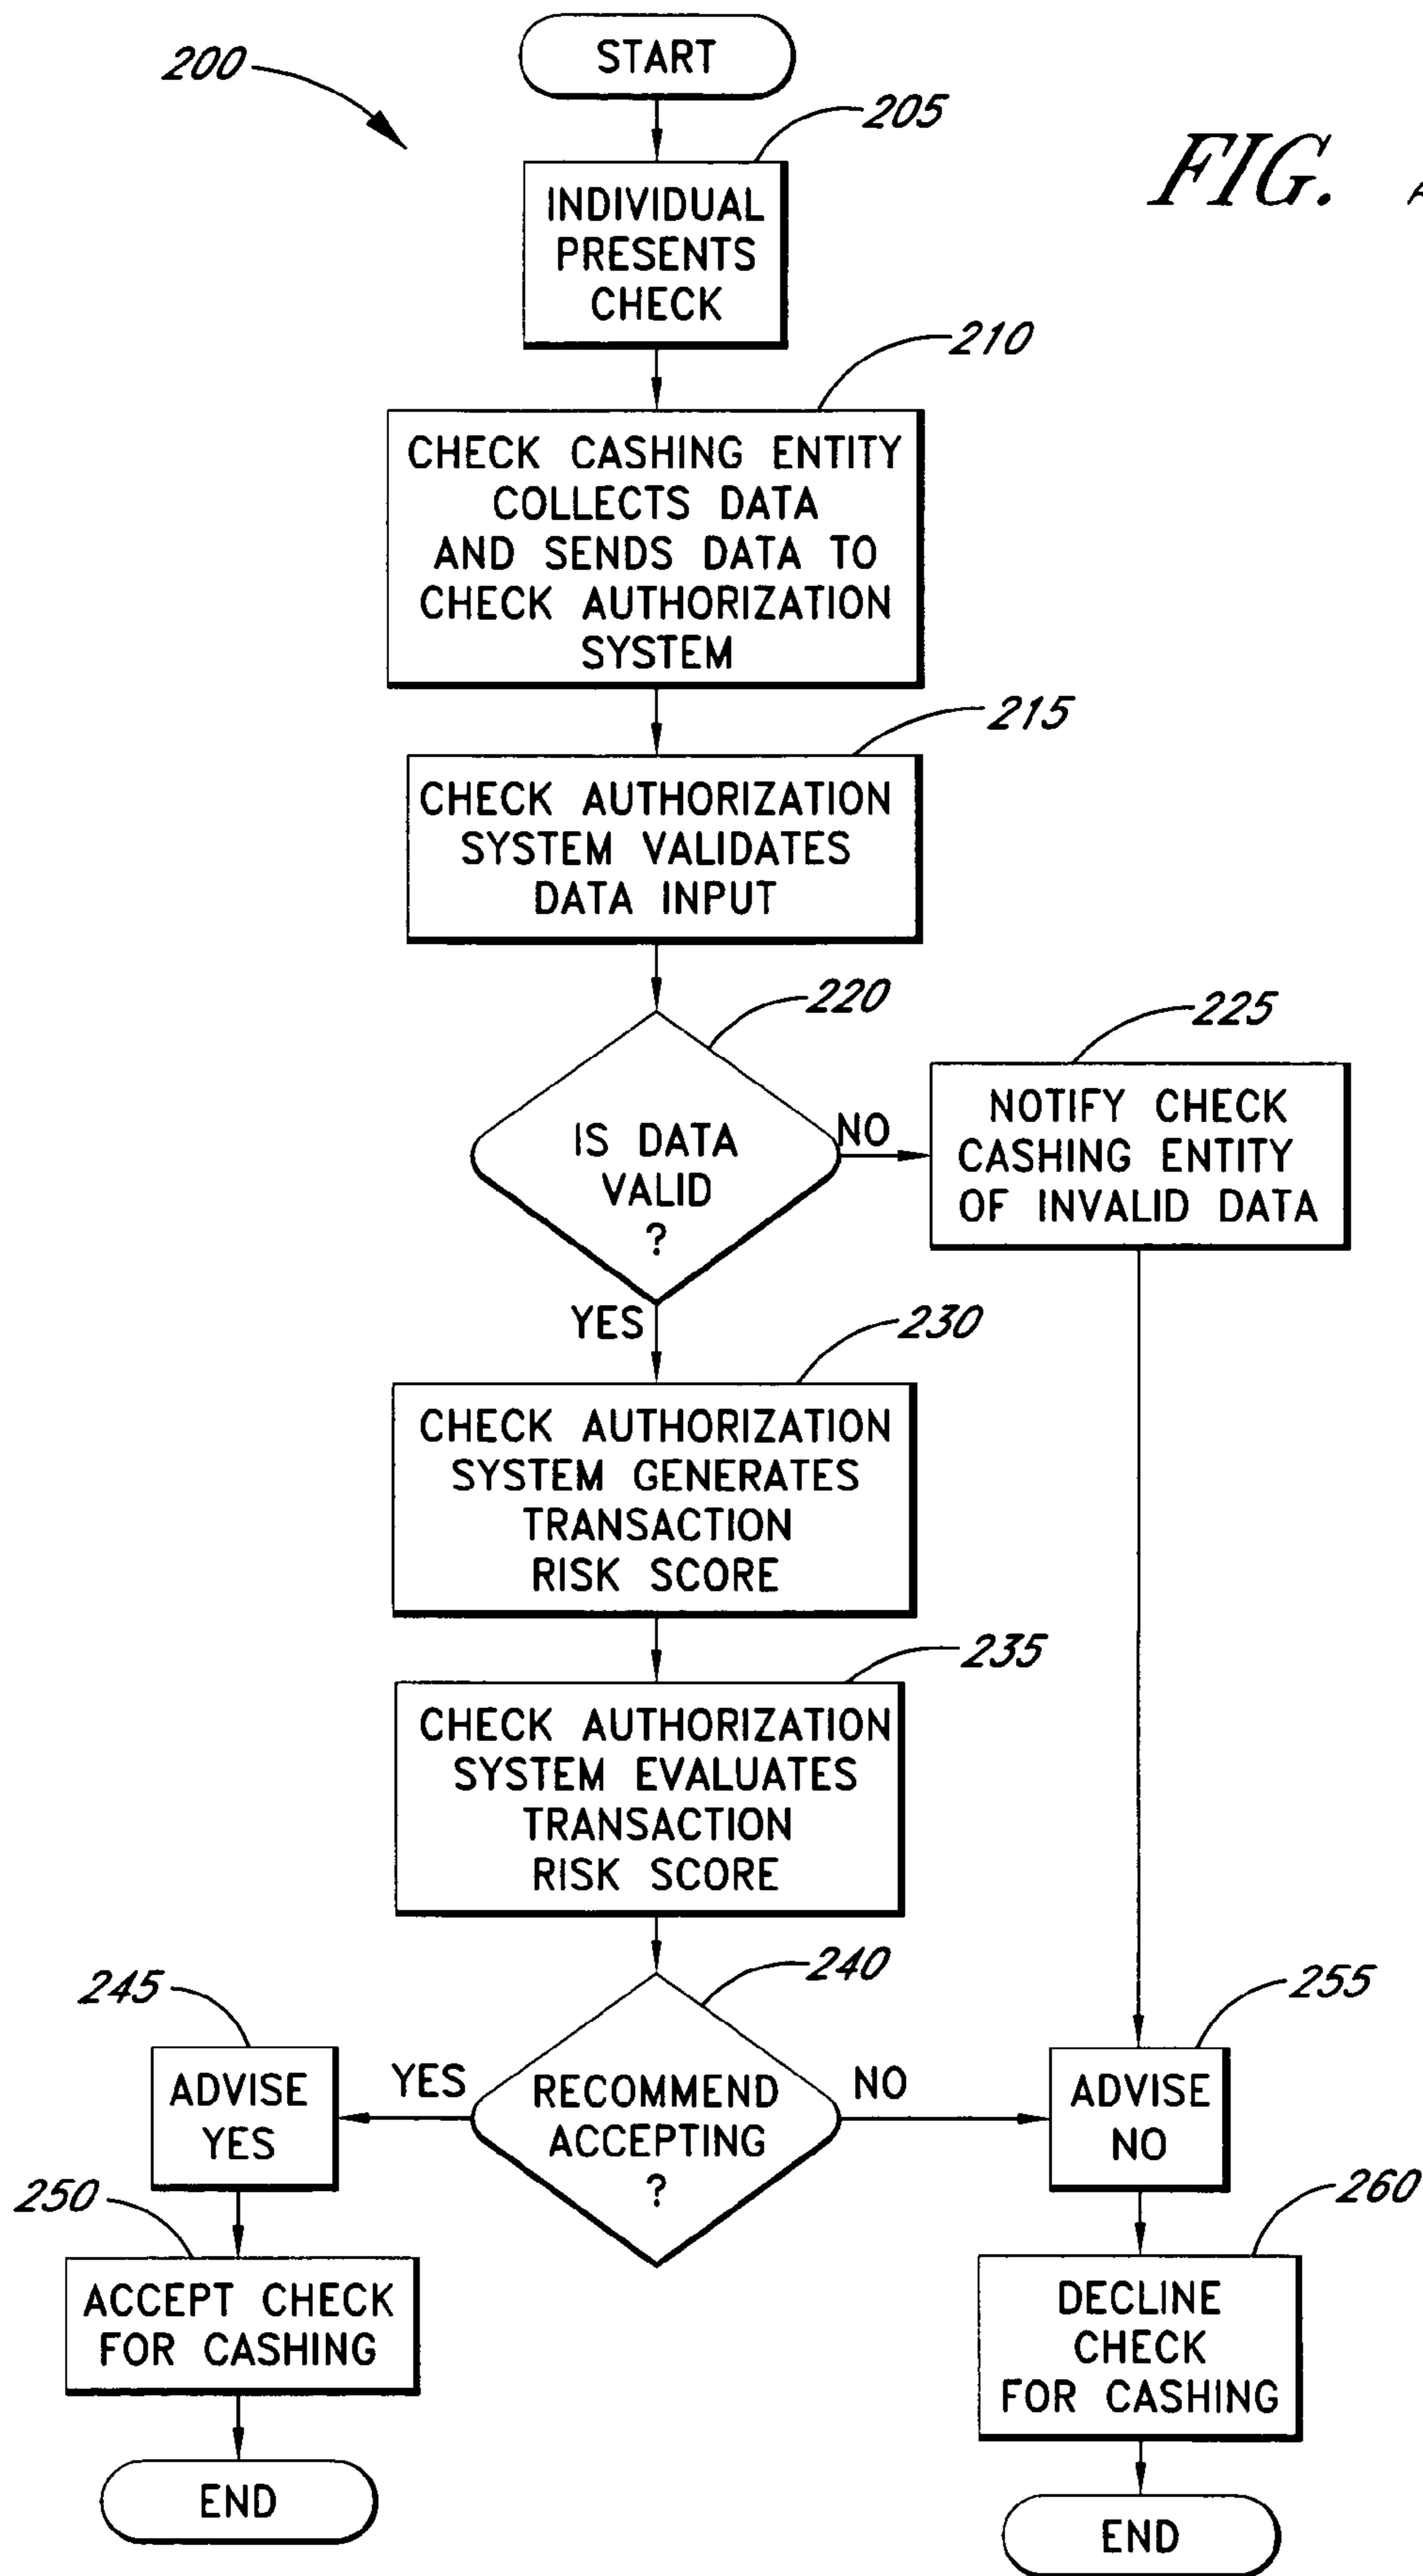 START
200
205
FIG.
INDIVIDUAL
PRESENTS
CHECK
210
CHECK CASHING ENTITY
COLLECTS DATA
AND SENDS DATA TO
CHECK AUTHORIZATION
SYSTEM
215
CHECK AUTHORIZATION
SYSTEM VALIDATES
DATA INPUT
220
225
IS DATA
VALID
?
NO
NOTIFY CHECK
CASHING ENTITY
OF INVALID DATA
YES
230
CHECK AUTHORIZATION
SYSTEM GENERATES
TRANSACTION
RISK SCORE
235
CHECK AUTHORIZATION
SYSTEM EVALUATES
TRANSACTION
RISK SCORE
240
245
255
ADVISE
YES
YES
RECOMMEND
ACCEPTING
?
NO
ADVISE
NO
250
260
ACCEPT CHECK
FOR CASHING
DECLINE
CHECK
FOR CASHING
END
END